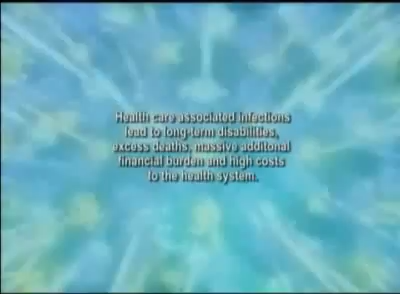 Health care associated infections
lead to long-term disabilities,
excess deaths, massive additonal
financial burden and high costs
to the health system.